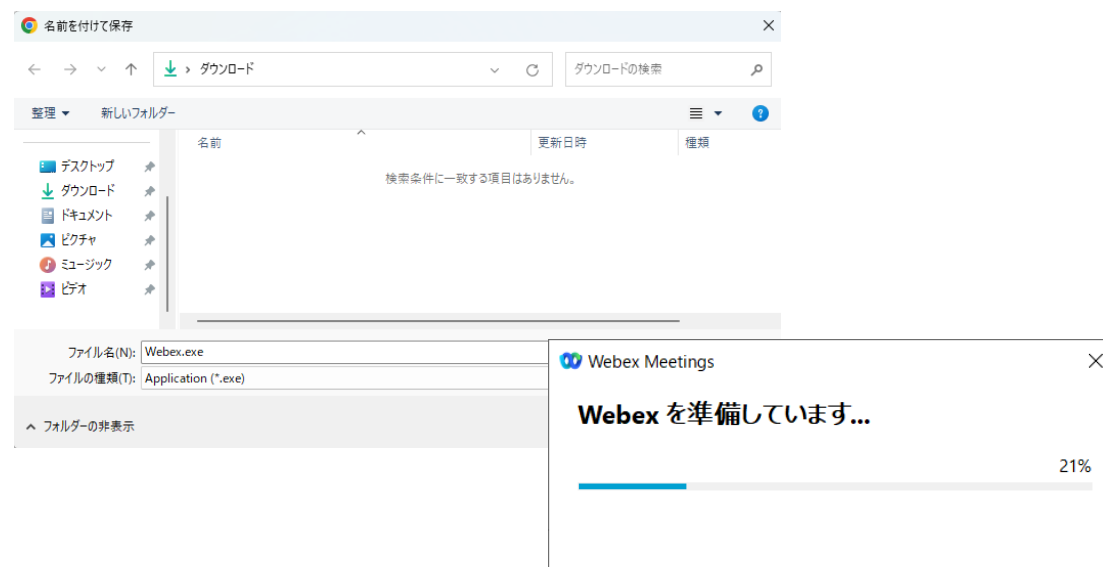 名前を付けて保存
ダウンロード
ダウンロードの検索
整理
新しいフォルダー
名前
更新日時
種類
検索条件に一致する項目はありません。
デスクトップ
ダウンロード
ドキュメント
ピクチャ
ミュージック
ビデオ
ファイル名(N): Webex.exe
ファイルの種類(T): Application (*.exe)
フォルダーの非表示
Webex Meetings
Webex を準備しています...
21%